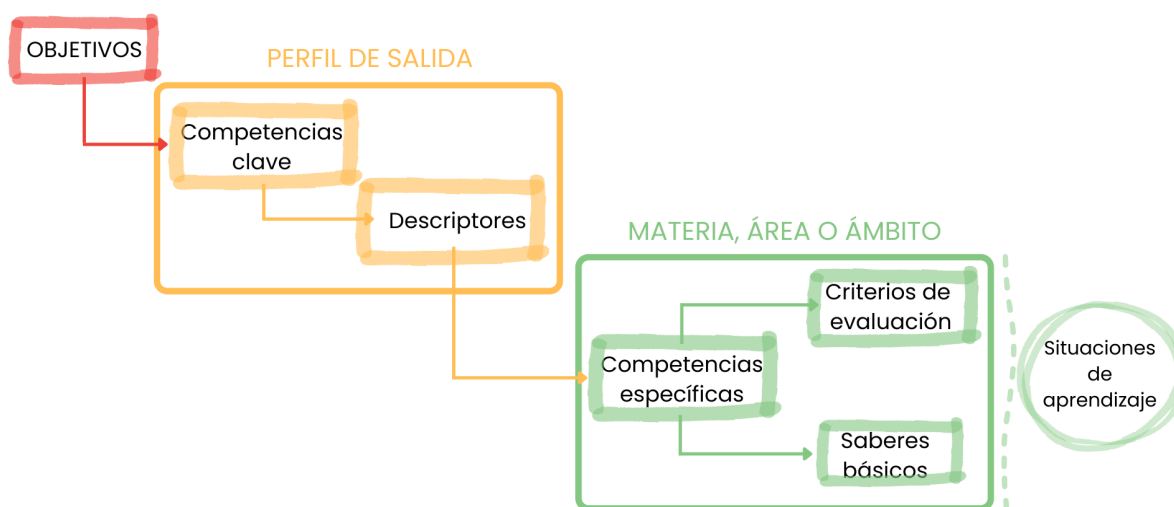 OBJETIVOS
PERFIL DE SALIDA
Competencias
clave
Descriptores
MATERIA, ÁREA O ÁMBITO
Criterios de
evaluación
Competencias
específicas
Saberes
básicos
Situaciones
de
aprendizaje